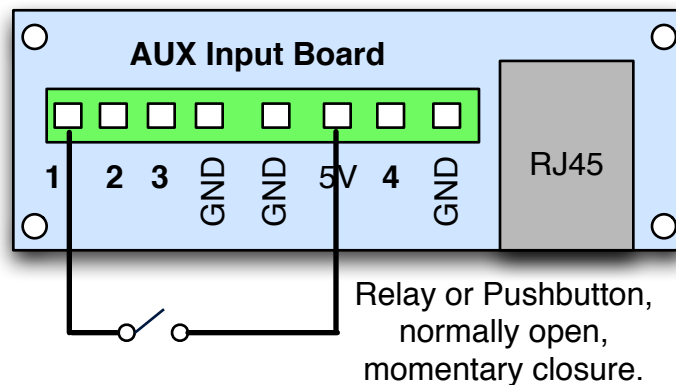 AUX Input Board
1 2 3 GND GND 5V 4 GND
RJ45
Relay or Pushbutton,
normally open,
momentary closure.